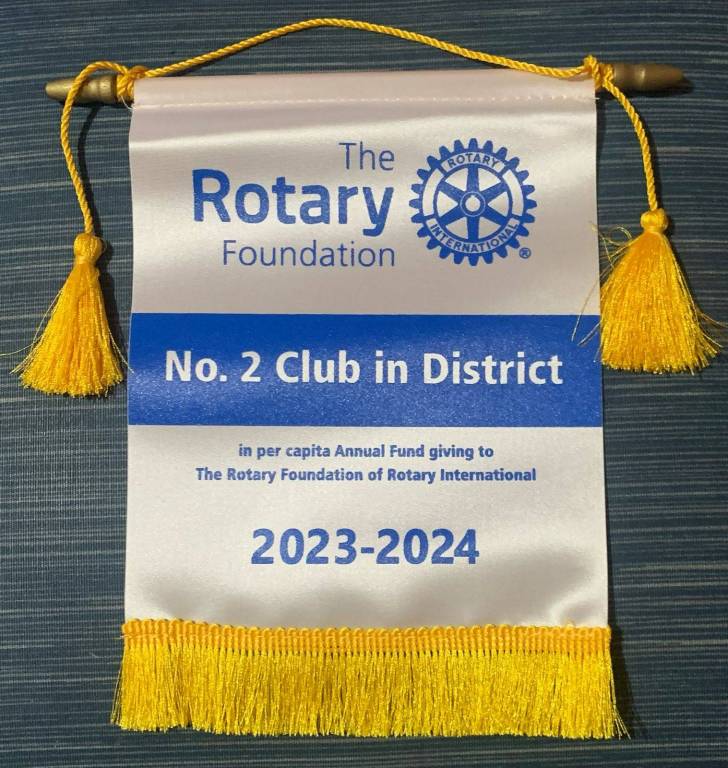 The
Rotary
Foundation
ROTARY
INTERNATIONAL
®
No. 2 Club in District
in per capita Annual Fund giving to
The Rotary Foundation of Rotary International
2023-2024